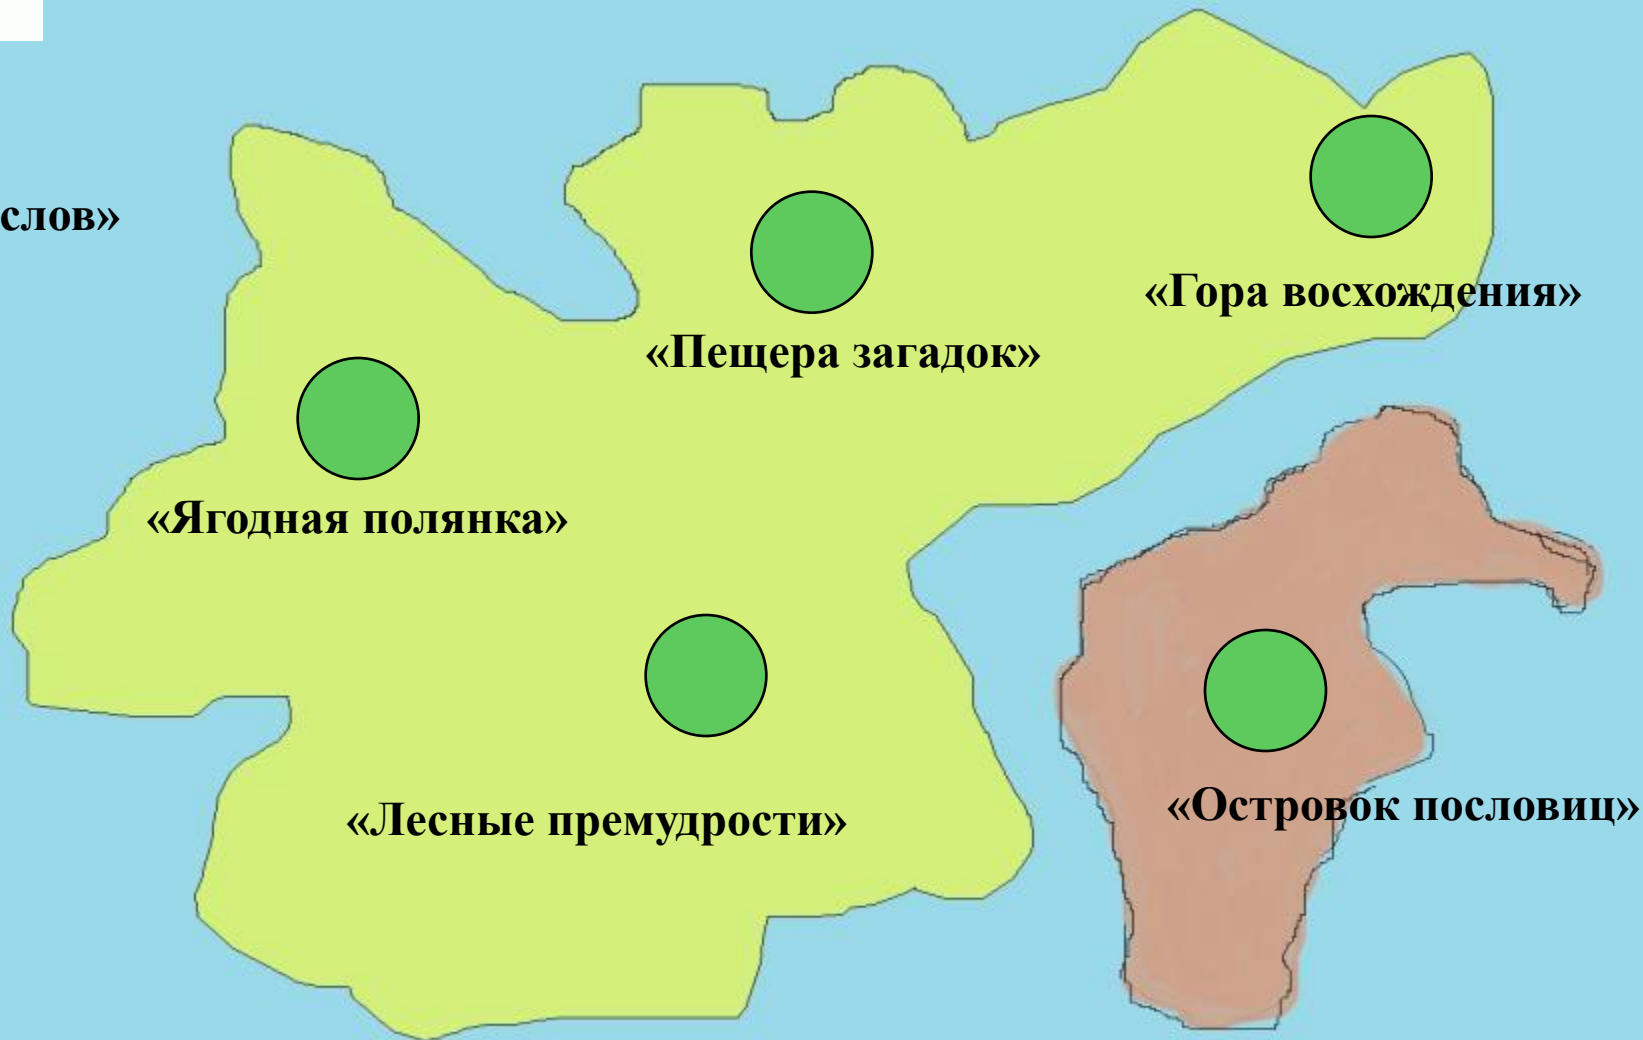 слов»
«Гора восхождения»
«Пещера загадок»
«Ягодная полянка»
«Лесные премудрости»
«Островок пословиц»